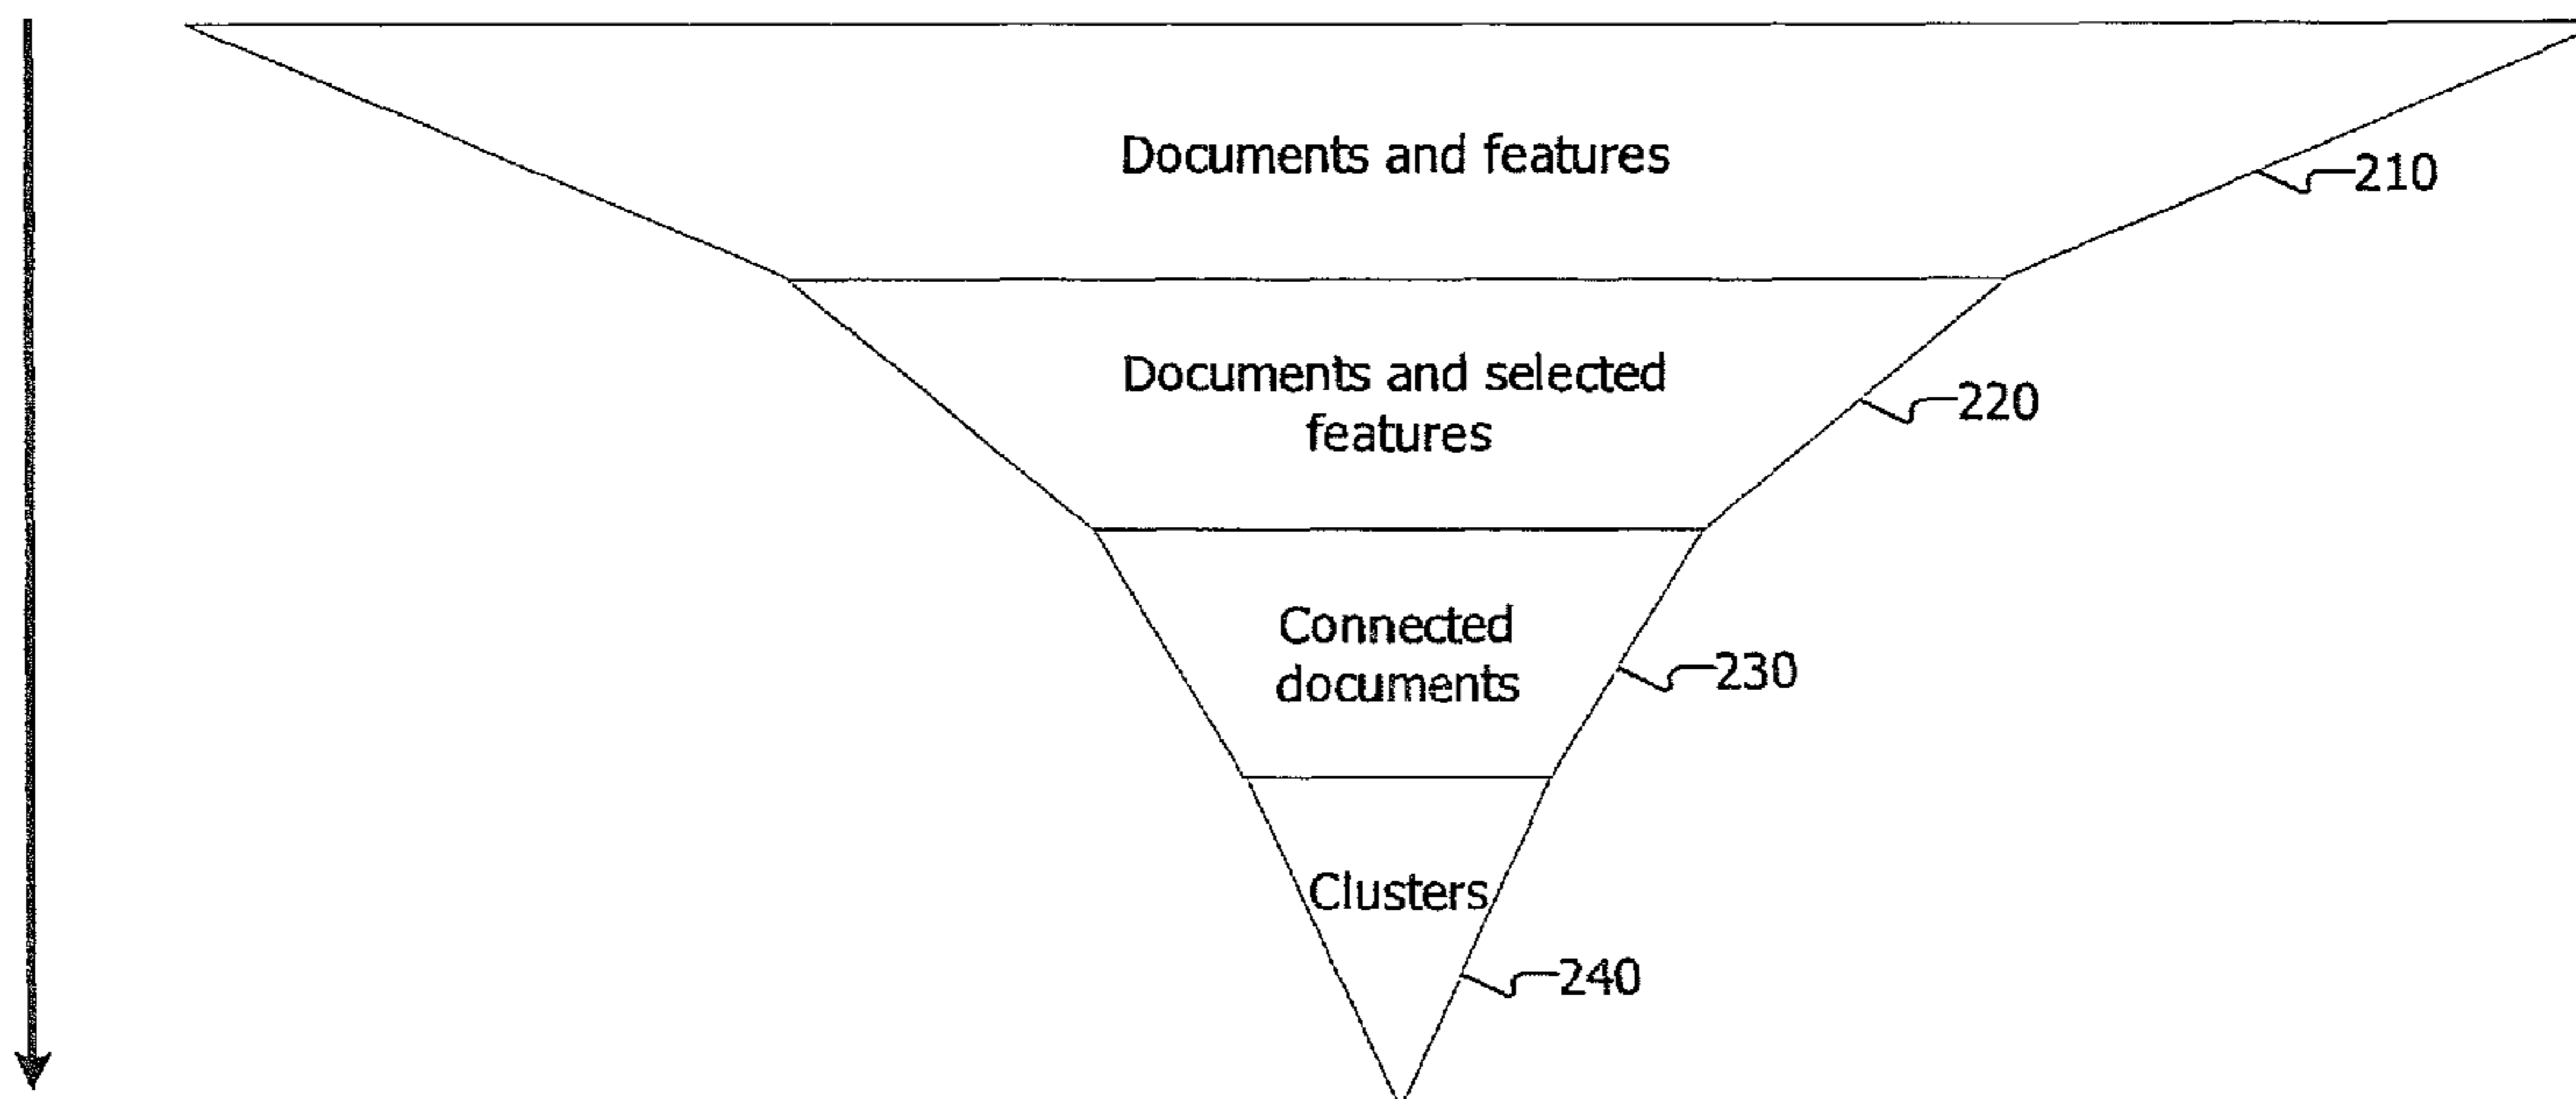 Documents and features
210
Documents and selected
features
220
Connected
documents
230
Clusters
240